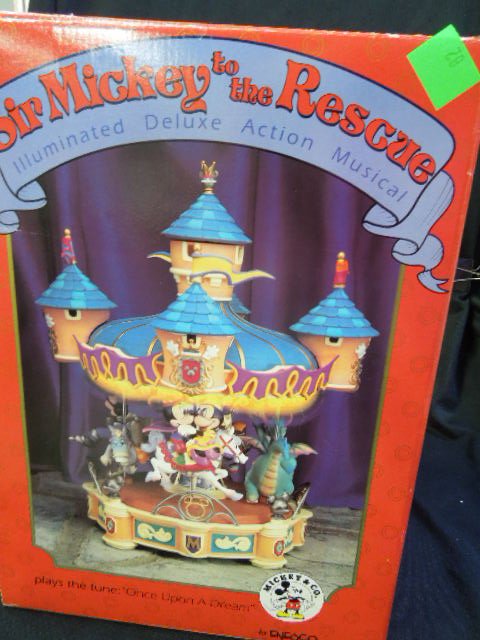 Sir Mickey to the Rescue
Illuminated Deluxe Action Musical
M
plays the tune: "Once Upon A Dream"
MICKEY & CO.
by ENESCO
28